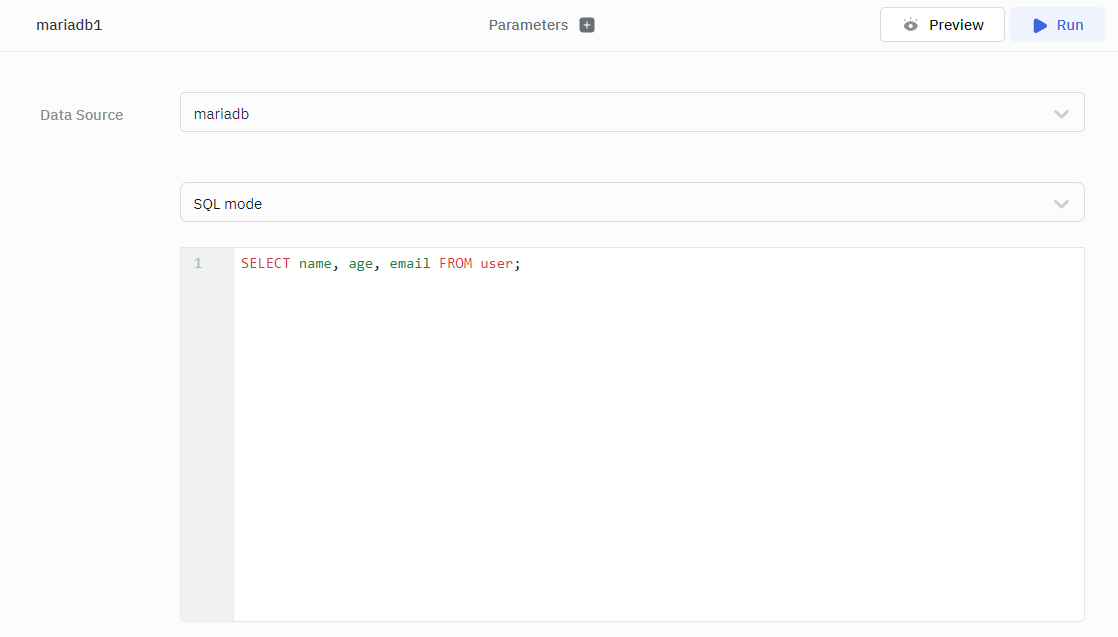 mariadb1
Parameters
Preview
Run
Data Source
mariadb
SQL mode
1
SELECT name, age, email FROM user;